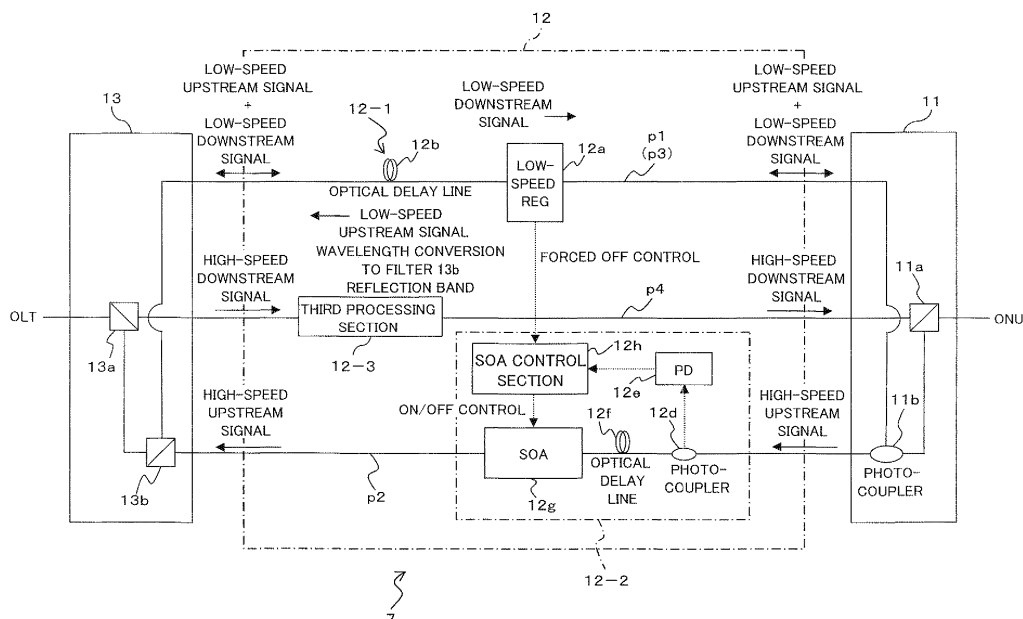 12
LOW-SPEED
UPSTREAM SIGNAL
+
LOW-SPEED
DOWNSTREAM
SIGNAL
LOW-SPEED
DOWNSTREAM
SIGNAL
LOW-SPEED
UPSTREAM SIGNAL
+
LOW-SPEED
DOWNSTREAM
SIGNAL
13
11
12-1
12b
12a
p1
(p3)
LOW-
SPEED
REG
OPTICAL DELAY LINE
LOW-SPEED
UPSTREAM SIGNAL
WAVELENGTH CONVERSION
TO FILTER 13b
REFLECTION BAND
FORCED OFF CONTROL
HIGH-SPEED
DOWNSTREAM
SIGNAL
HIGH-SPEED
DOWNSTREAM
SIGNAL
11a
p4
OLT
THIRD PROCESSING
SECTION
ONU
13a
12-3
12h
SOA CONTROL
SECTION
PD
12e
HIGH-SPEED
UPSTREAM
SIGNAL
ON/OFF CONTROL
12f
12d
HIGH-SPEED
UPSTREAM
SIGNAL
11b
SOA
OPTICAL
DELAY
LINE
PHOTO-
COUPLER
PHOTO-
COUPLER
13b
p2
12g
12-2
7